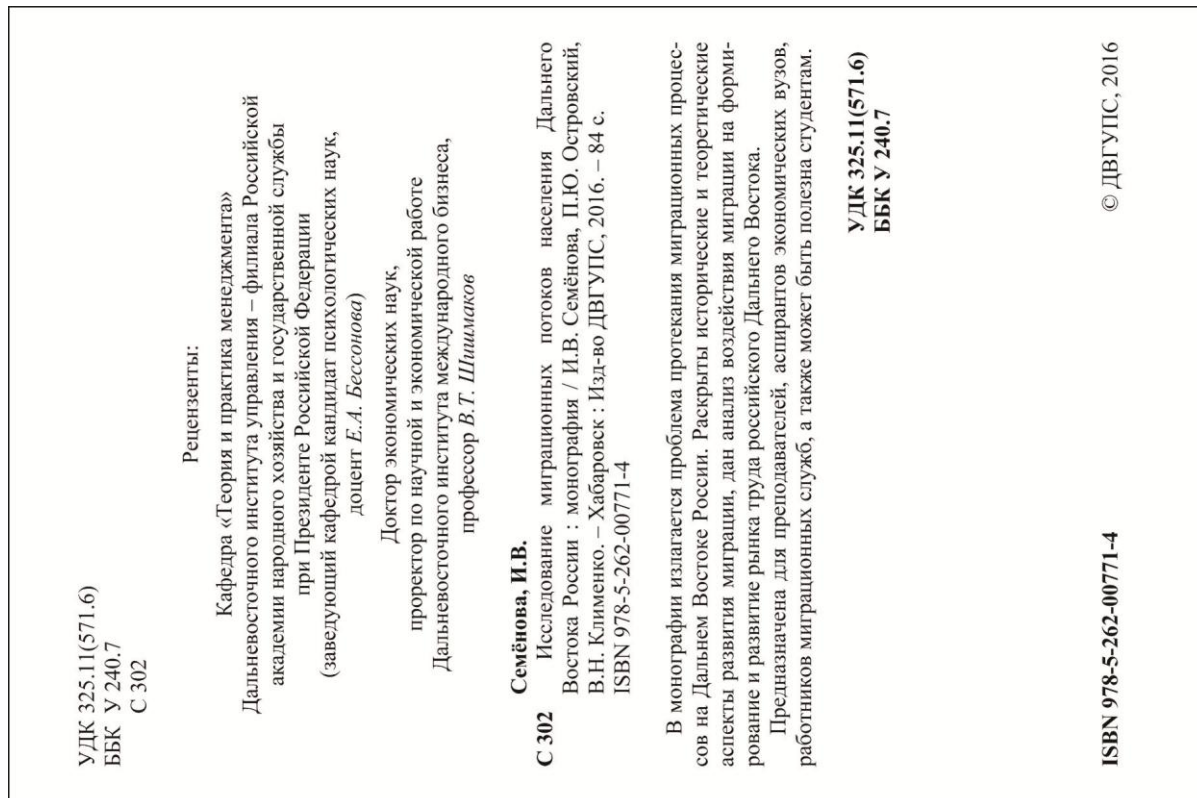 УДК 325.11(571.6)
ББК У 240.7
С 302
Рецензенты:
Кафедра «Теория и практика менеджмента»
Дальневосточного института управления – филиала Российской
академии народного хозяйства и государственной службы
при Президенте Российской Федерации
(заведующий кафедрой кандидат психологических наук,
доцент Е.А. Бессонова)
Доктор экономических наук,
проректор по научной и экономической работе
Дальневосточного института международного бизнеса,
профессор В.Т. Шишмаков
Семёнова, И.В.
С 302 Исследование миграционных потоков населения Дальнего
Востока России : монография / И.В. Семёнова, П.Ю. Островский,
В.Н. Клименко. – Хабаровск : Изд-во ДВГУПС, 2016. – 84 с.
ISBN 978-5-262-00771-4
В монографии излагается проблема протекания миграционных процес-
сов на Дальнем Востоке России. Раскрыты исторические и теоретические
аспекты развития миграции, дан анализ воздействия миграции на форми-
рование и развитие рынка труда российского Дальнего Востока.
Предназначена для преподавателей, аспирантов экономических вузов,
работников миграционных служб, а также может быть полезна студентам.
УДК 325.11(571.6)
ББК У 240.7
ISBN 978-5-262-00771-4 © ДВГУПС, 2016